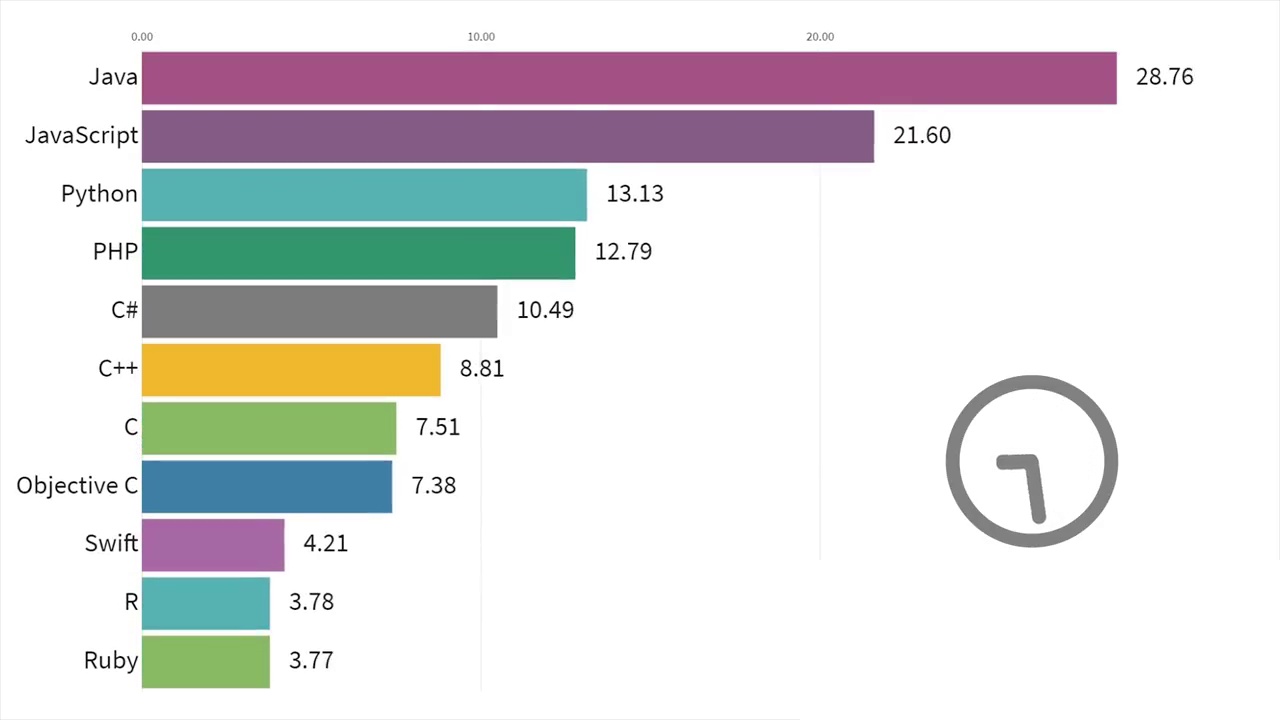 0.00 10.00 20.00
Java 28.76
JavaScript 21.60
Python 13.13
PHP 12.79
C# 10.49
C++ 8.81
C 7.51
Objective C 7.38
Swift 4.21
R 3.78
Ruby 3.77